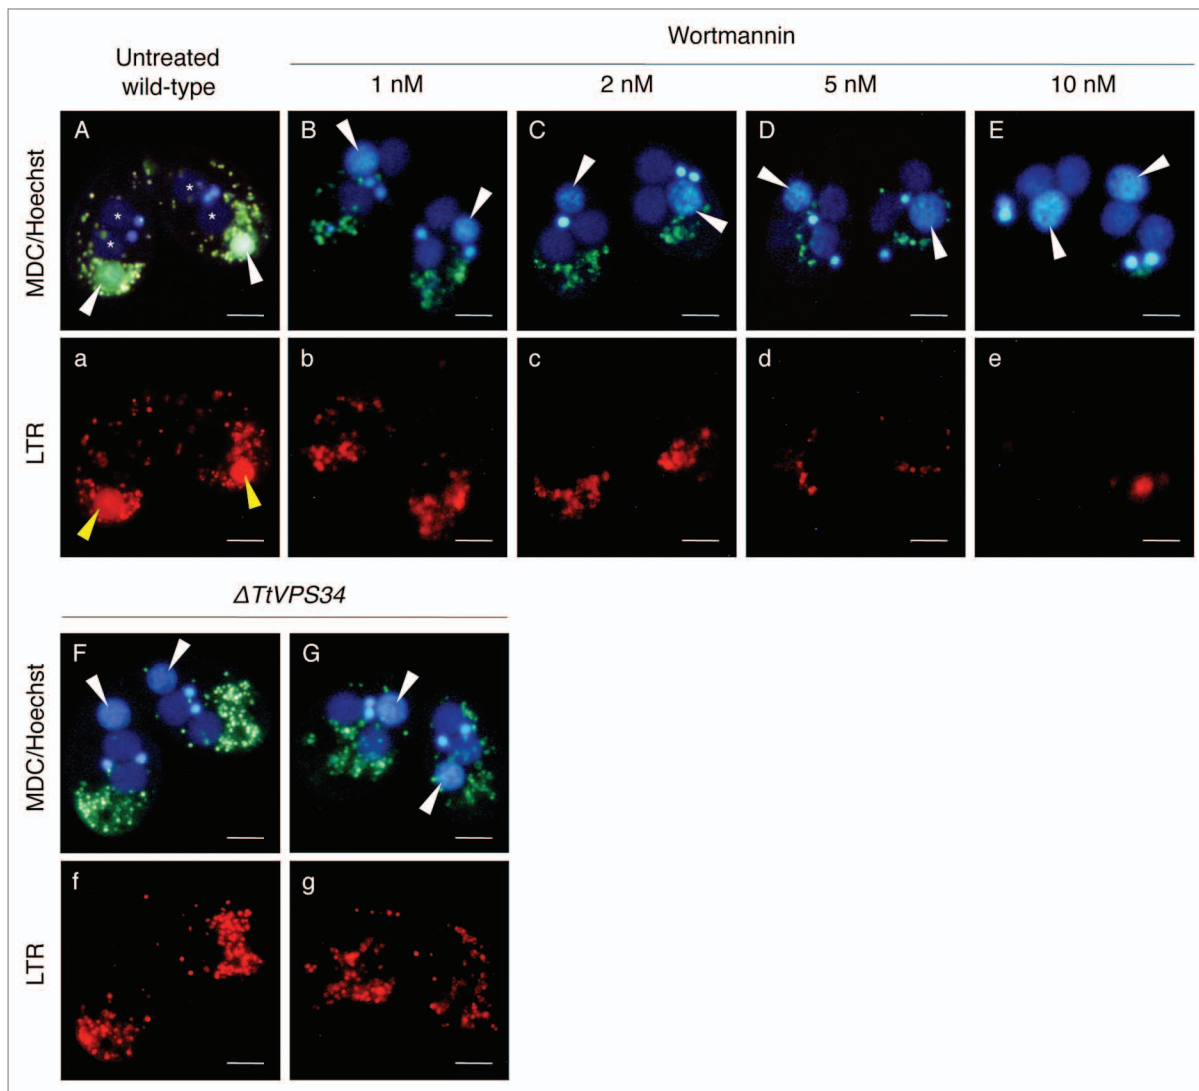 Untreated
wild-type
Wortmannin
1 nM
2 nM
5 nM
10 nM
MDC/Hoechst
A
*
*
*
*
B
C
D
E
LTR
a
b
c
d
e
ΔTtVPS34
MDC/Hoechst
F
G
LTR
f
g